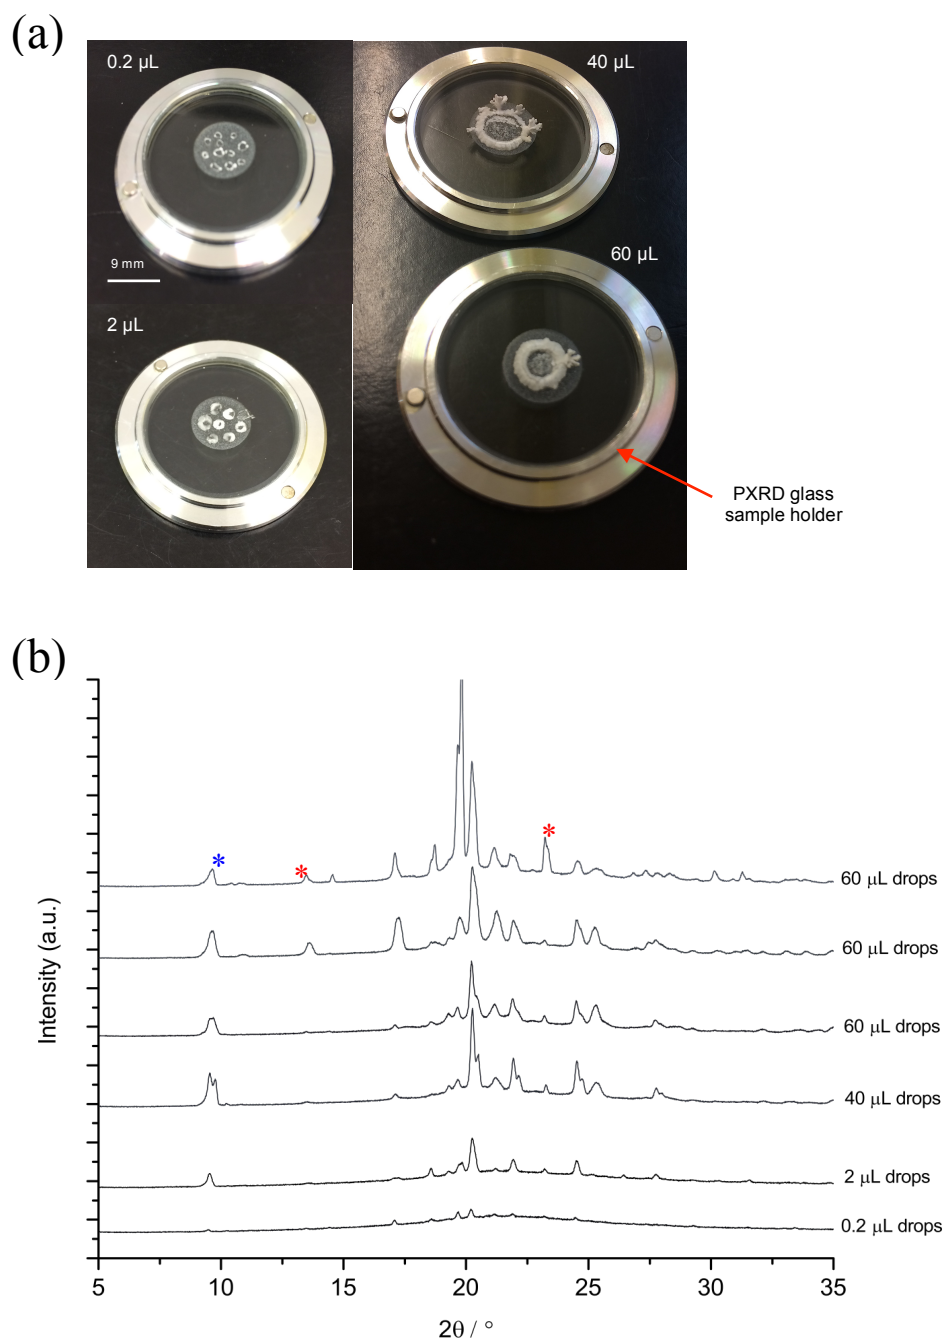 (a)
0.2 µL
40 µL
9 mm
60 µL
2 µL
PXRD glass
sample holder
(b)
*
*
*
60 µL drops
60 µL drops
60 µL drops
40 µL drops
2 µL drops
0.2 µL drops
Intensity (a.u.)
5 10 15 20 25 30 35
2θ / °